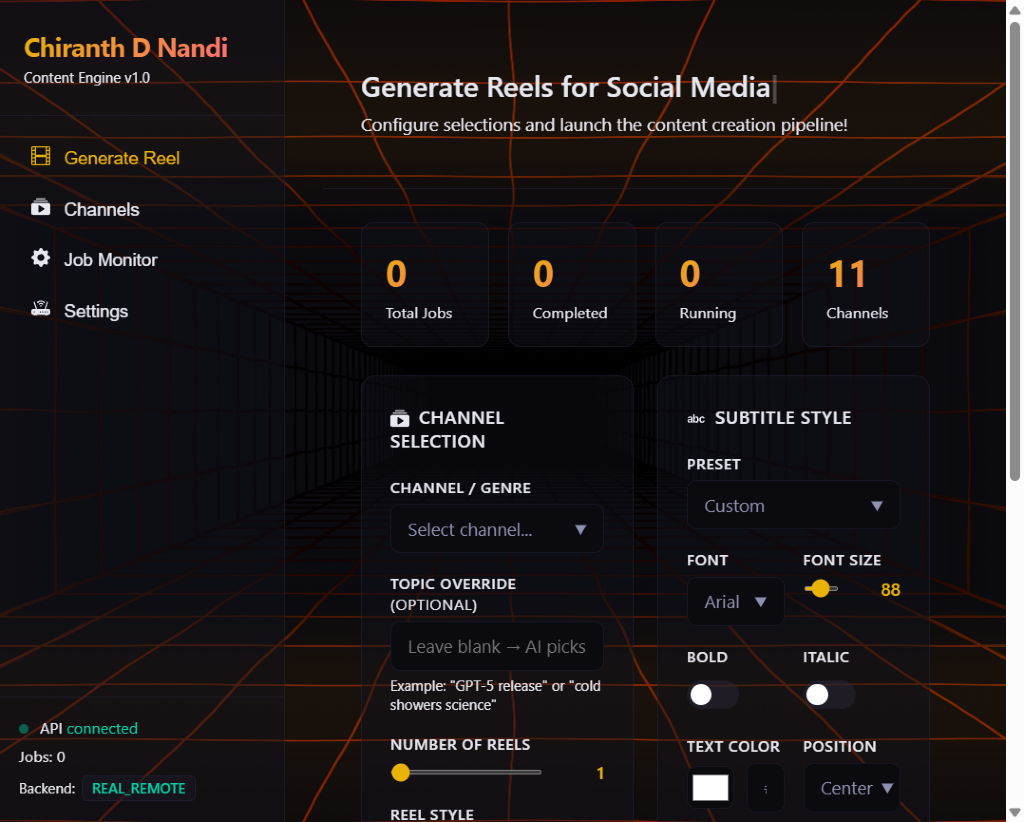 Chiranth D Nandi
Content Engine v1.0
Generate Reel
Channels
Job Monitor
Settings
API connected
Jobs: 0
Backend: REAL_REMOTE
Generate Reels for Social Media
Configure selections and launch the content creation pipeline!
0
Total Jobs
0
Completed
0
Running
11
Channels
CHANNEL
SELECTION
CHANNEL / GENRE
Select channel...
TOPIC OVERRIDE
(OPTIONAL)
Leave blank → AI picks
Example: "GPT-5 release" or "cold
showers science"
NUMBER OF REELS
1
REEL STYLE
abc SUBTITLE STYLE
PRESET
Custom
FONT
Arial
FONT SIZE
88
BOLD
ITALIC
TEXT COLOR
POSITION
Center